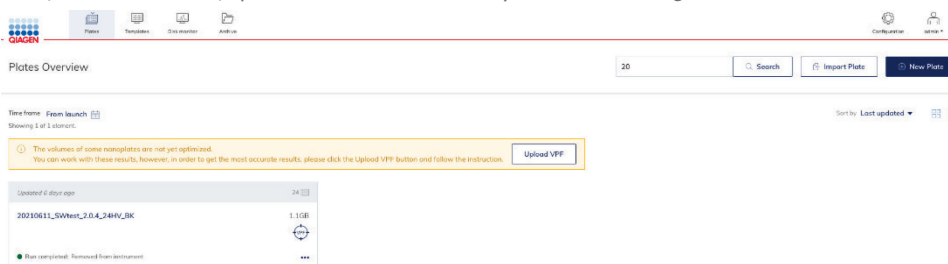 QIAGEN
Plates
Templates
Disk monitor
Archive
Configuration
admin
Plates Overview
20
Search
Import Plate
New Plate
Time frame From launch
Showing 1 of 1 element.
Sort by Last updated
The volumes of some nanoplates are not yet optimized.
You can work with these results, however, in order to get the most accurate results, please click the Upload VPF button and follow the instruction.
Upload VPF
Updated 6 days ago
24
20210611_SWtest_2.0.4_24HV_BK
1.1GB
Run completed: Removed from instrument